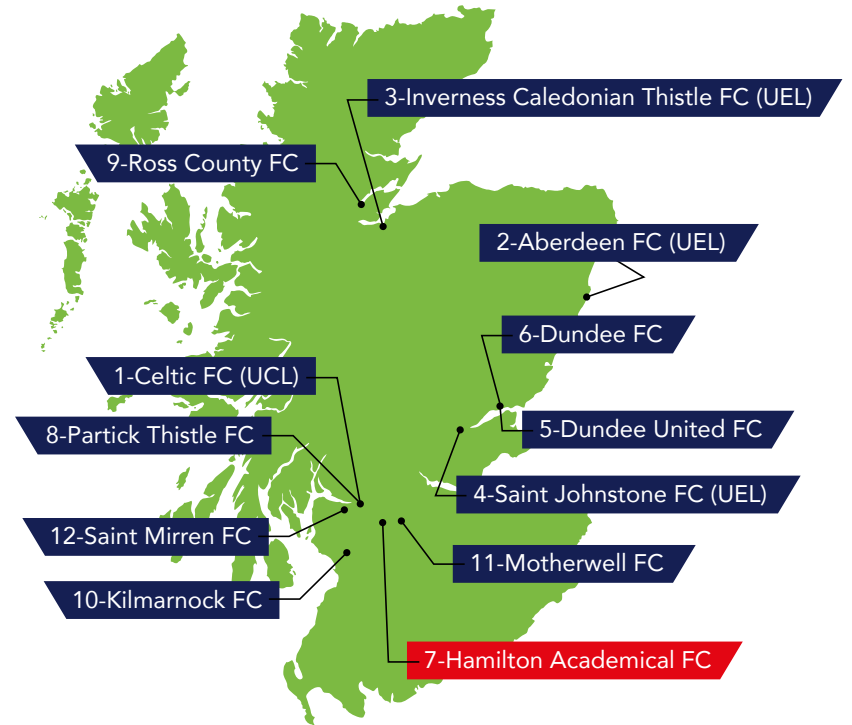 3-Inverness Caledonian Thistle FC (UEL)
9-Ross County FC
2-Aberdeen FC (UEL)
6-Dundee FC
1-Celtic FC (UCL)
8-Partick Thistle FC
5-Dundee United FC
4-Saint Johnstone FC (UEL)
12-Saint Mirren FC
11-Motherwell FC
10-Kilmarnock FC
7-Hamilton Academical FC